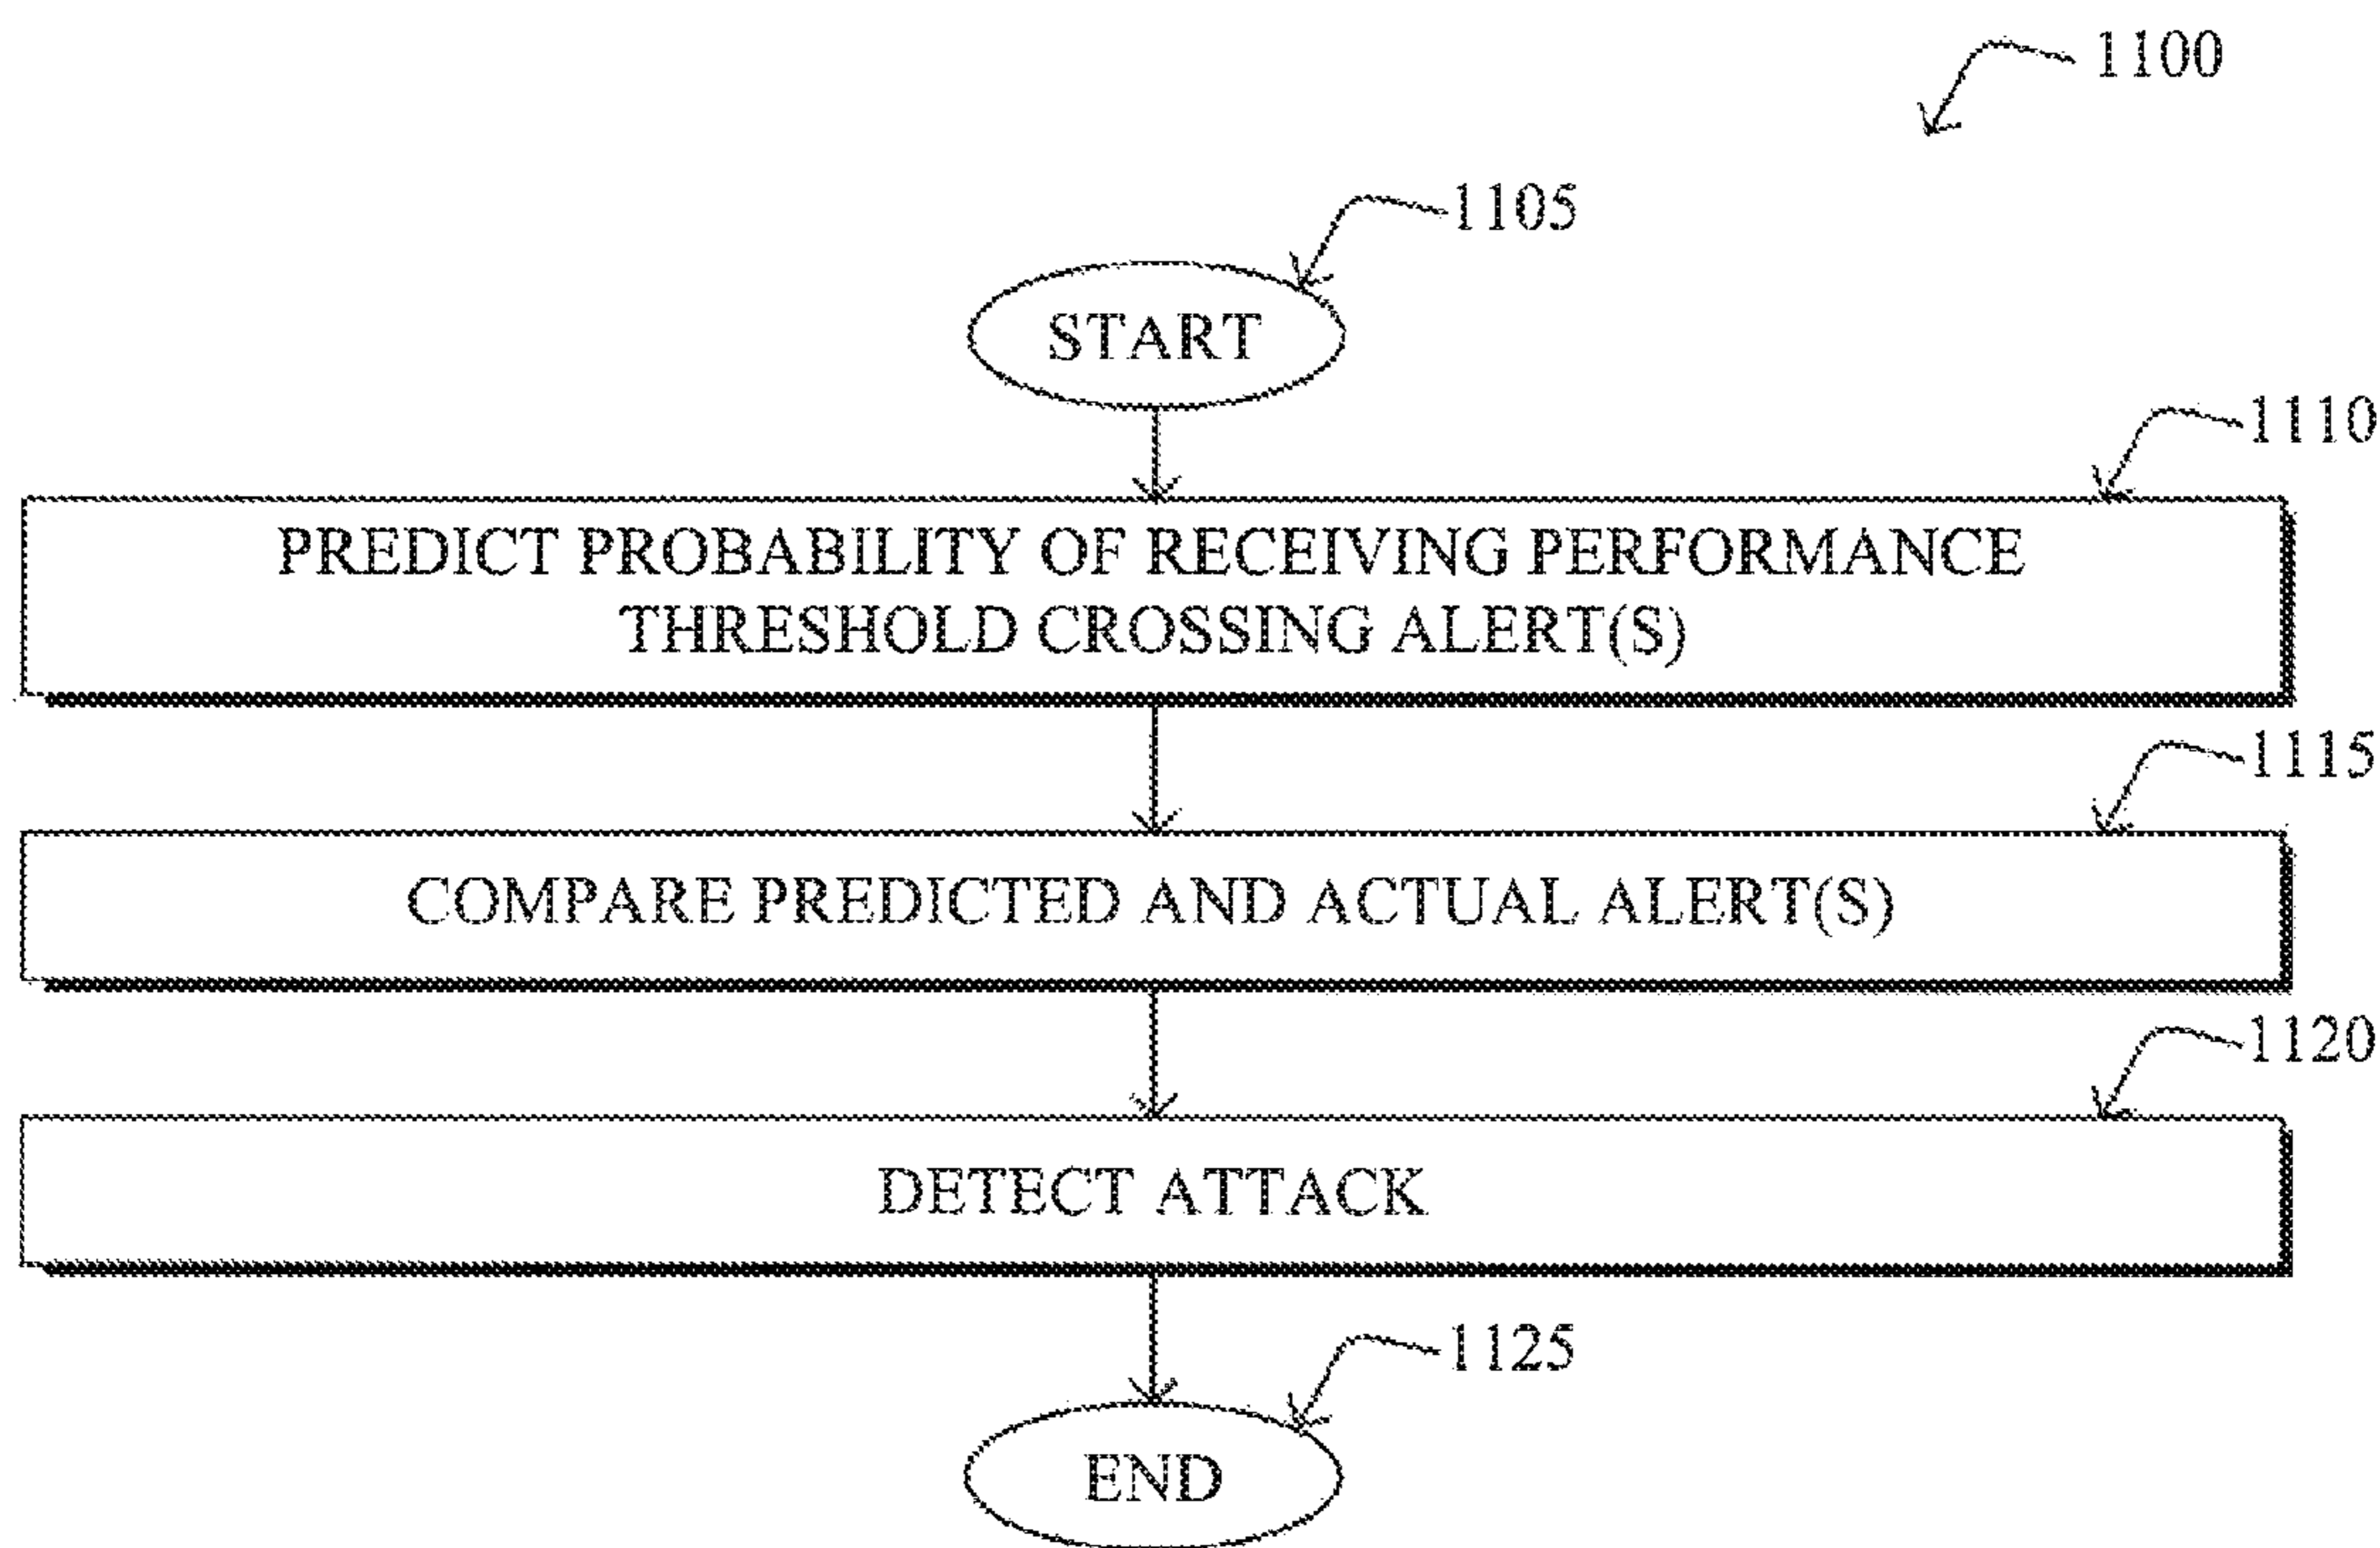 1100
1105
START
1110
PREDICT PROBABILITY OF RECEIVING PERFORMANCE
THRESHOLD CROSSING ALERT(S)
1115
COMPARE PREDICTED AND ACTUAL ALERT(S)
1120
DETECT ATTACK
1125
END